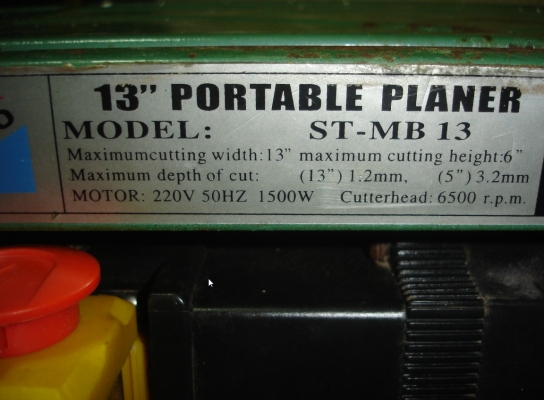 13" PORTABLE PLANER
MODEL: ST-MB 13
Maximumcutting width:13" maximum cutting height:6"
Maximum depth of cut: (13") 1.2mm, (5") 3.2mm
MOTOR: 220V 50HZ 1500W Cutterhead: 6500 r.p.m.